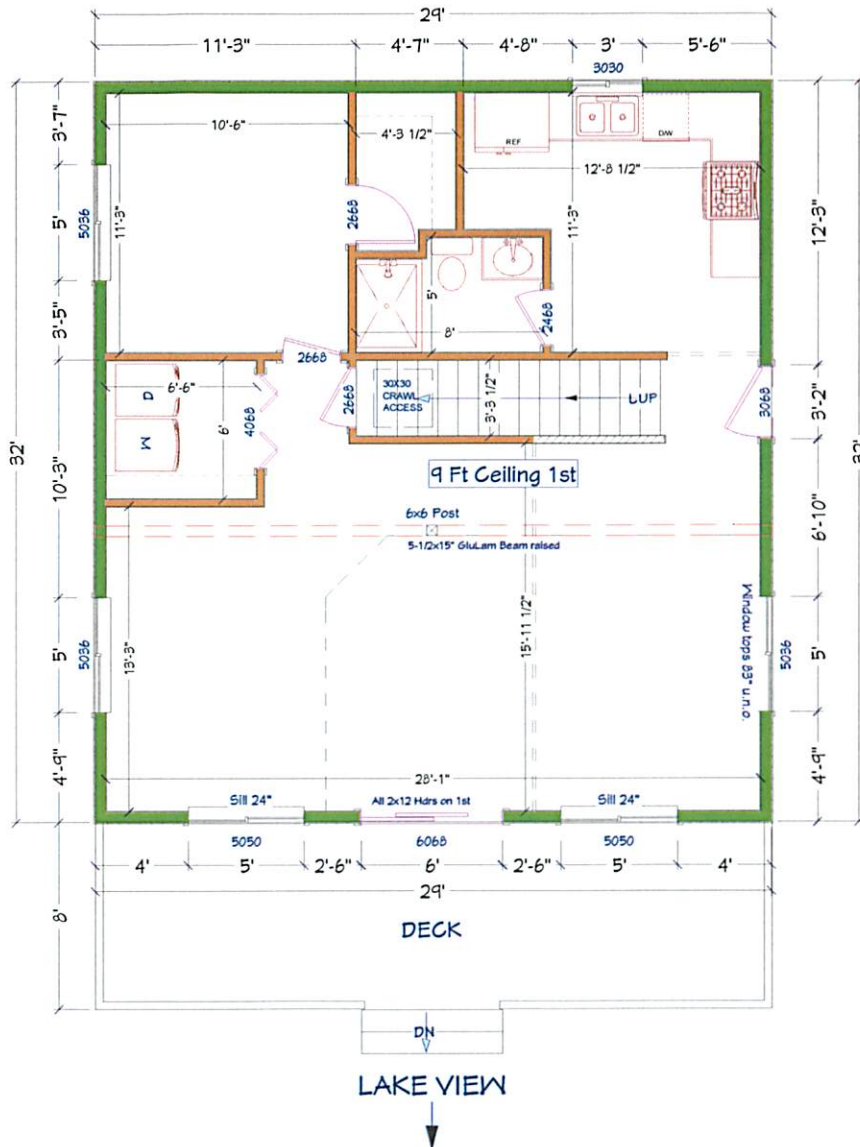 29'
11'-3" 4'-7" 4'-8" 3' 5'-6"
3030
3'-7"
10'-6"
4'-3 1/2"
REF
D/W
12'-8 1/2"
5'
5036
11'-3"
2668
11'-3"
12'-3"
5'
8'
2468
3'-5"
2668
2668
30X30
CRAWL
ACCESS
3'-3 1/2"
UP
3068
3'-2"
6'-6"
D
M
6'
4068
32'
32'
10'-3"
9 Ft Ceiling 1st
6x6 Post
5-1/2x15" GluLam Beam raised
6'-10"
5'
5036
13'-3"
15'-11 1/2"
Window tops 83" u.n.o.
5036
5'
4'-9"
28'-1"
4'-9"
Sill 24"
All 2x12 Hdrs on 1st
Sill 24"
5050
6068
5050
4' 5' 2'-6" 6' 2'-6" 5' 4'
29'
8'
DECK
DN
LAKE VIEW